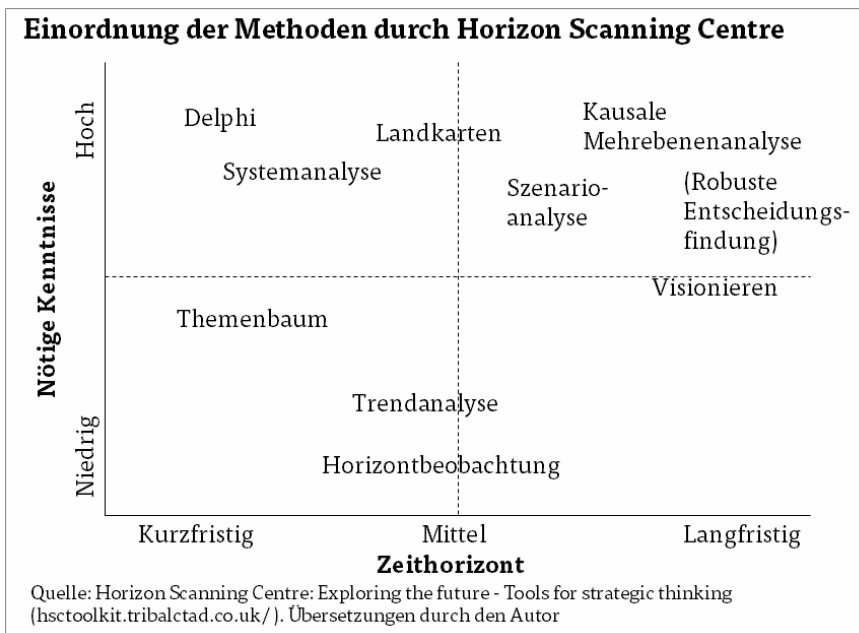 Einordnung der Methoden durch Horizon Scanning Centre
Hoch
Nötige Kenntnisse
Niedrig
Delphi
Landkarten
Kausale
Mehrebenenanalyse
Systemanalyse
Szenario-
analyse
(Robuste
Entscheidungs-
findung)
Visionieren
Themenbaum
Trendanalyse
Horizontbeobachtung
Kurzfristig
Mittel
Langfristig
Zeithorizont
Quelle: Horizon Scanning Centre: Exploring the future - Tools for strategic thinking
(hsctoolkit.tribalctad.co.uk/ ). Übersetzungen durch den Autor